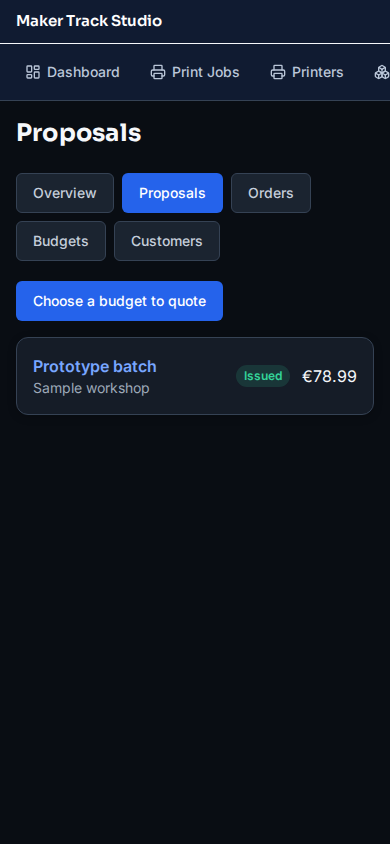 Maker Track Studio
Dashboard Print Jobs Printers
Proposals
Overview Proposals Orders
Budgets Customers
Choose a budget to quote
Prototype batch
Sample workshop
Issued €78.99